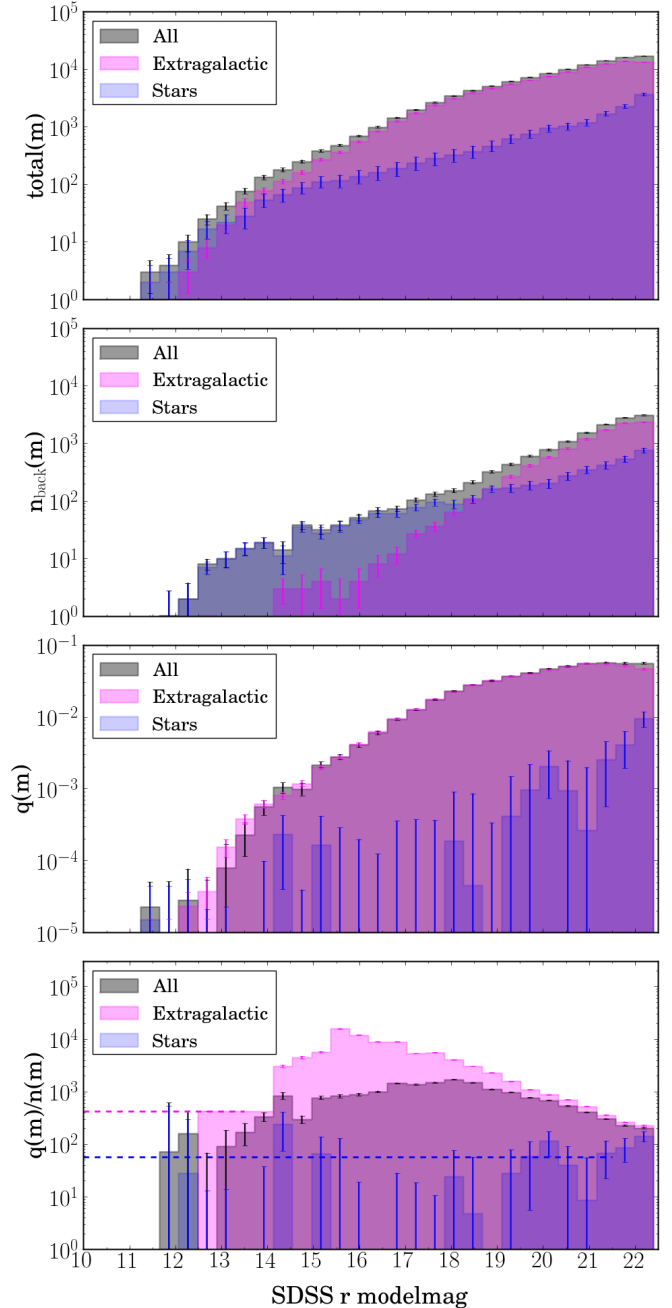 10^5
10^4
10^3
10^2
10^1
10^0
total(m)
All
Extragalactic
Stars
10^5
10^4
10^3
10^2
10^1
10^0
n_back(m)
All
Extragalactic
Stars
10^-1
10^-2
10^-3
10^-4
10^-5
q(m)
All
Extragalactic
Stars
10^5
10^4
10^3
10^2
10^1
10^0
q(m)/n(m)
All
Extragalactic
Stars
10 11 12 13 14 15 16 17 18 19 20 21 22
SDSS r modelmag